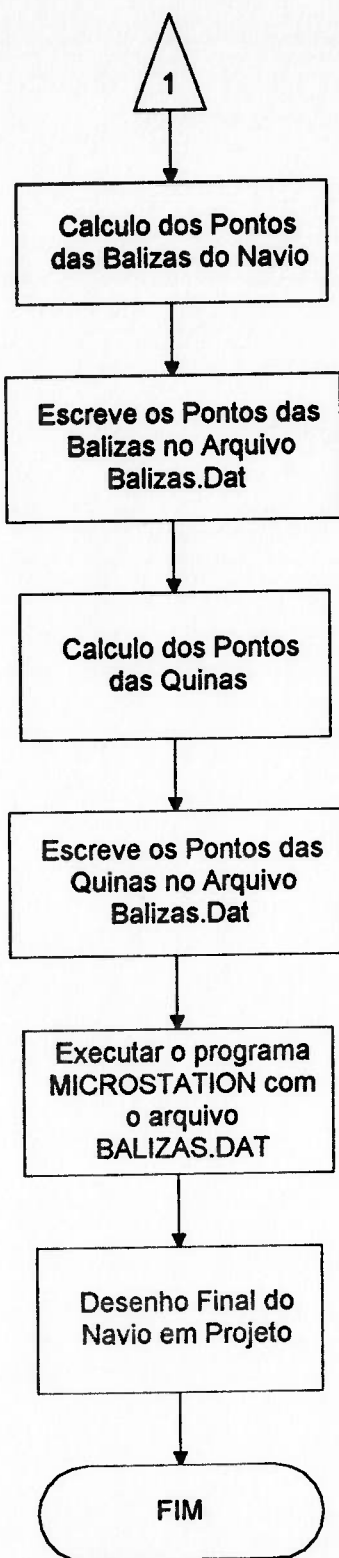 1
Calculo dos Pontos
das Balizas do Navio
Escreve os Pontos das
Balizas no Arquivo
Balizas.Dat
Calculo dos Pontos
das Quinas
Escreve os Pontos das
Quinas no Arquivo
Balizas.Dat
Executar o programa
MICROSTATION com
o arquivo
BALIZAS.DAT
Desenho Final do
Navio em Projeto
FIM